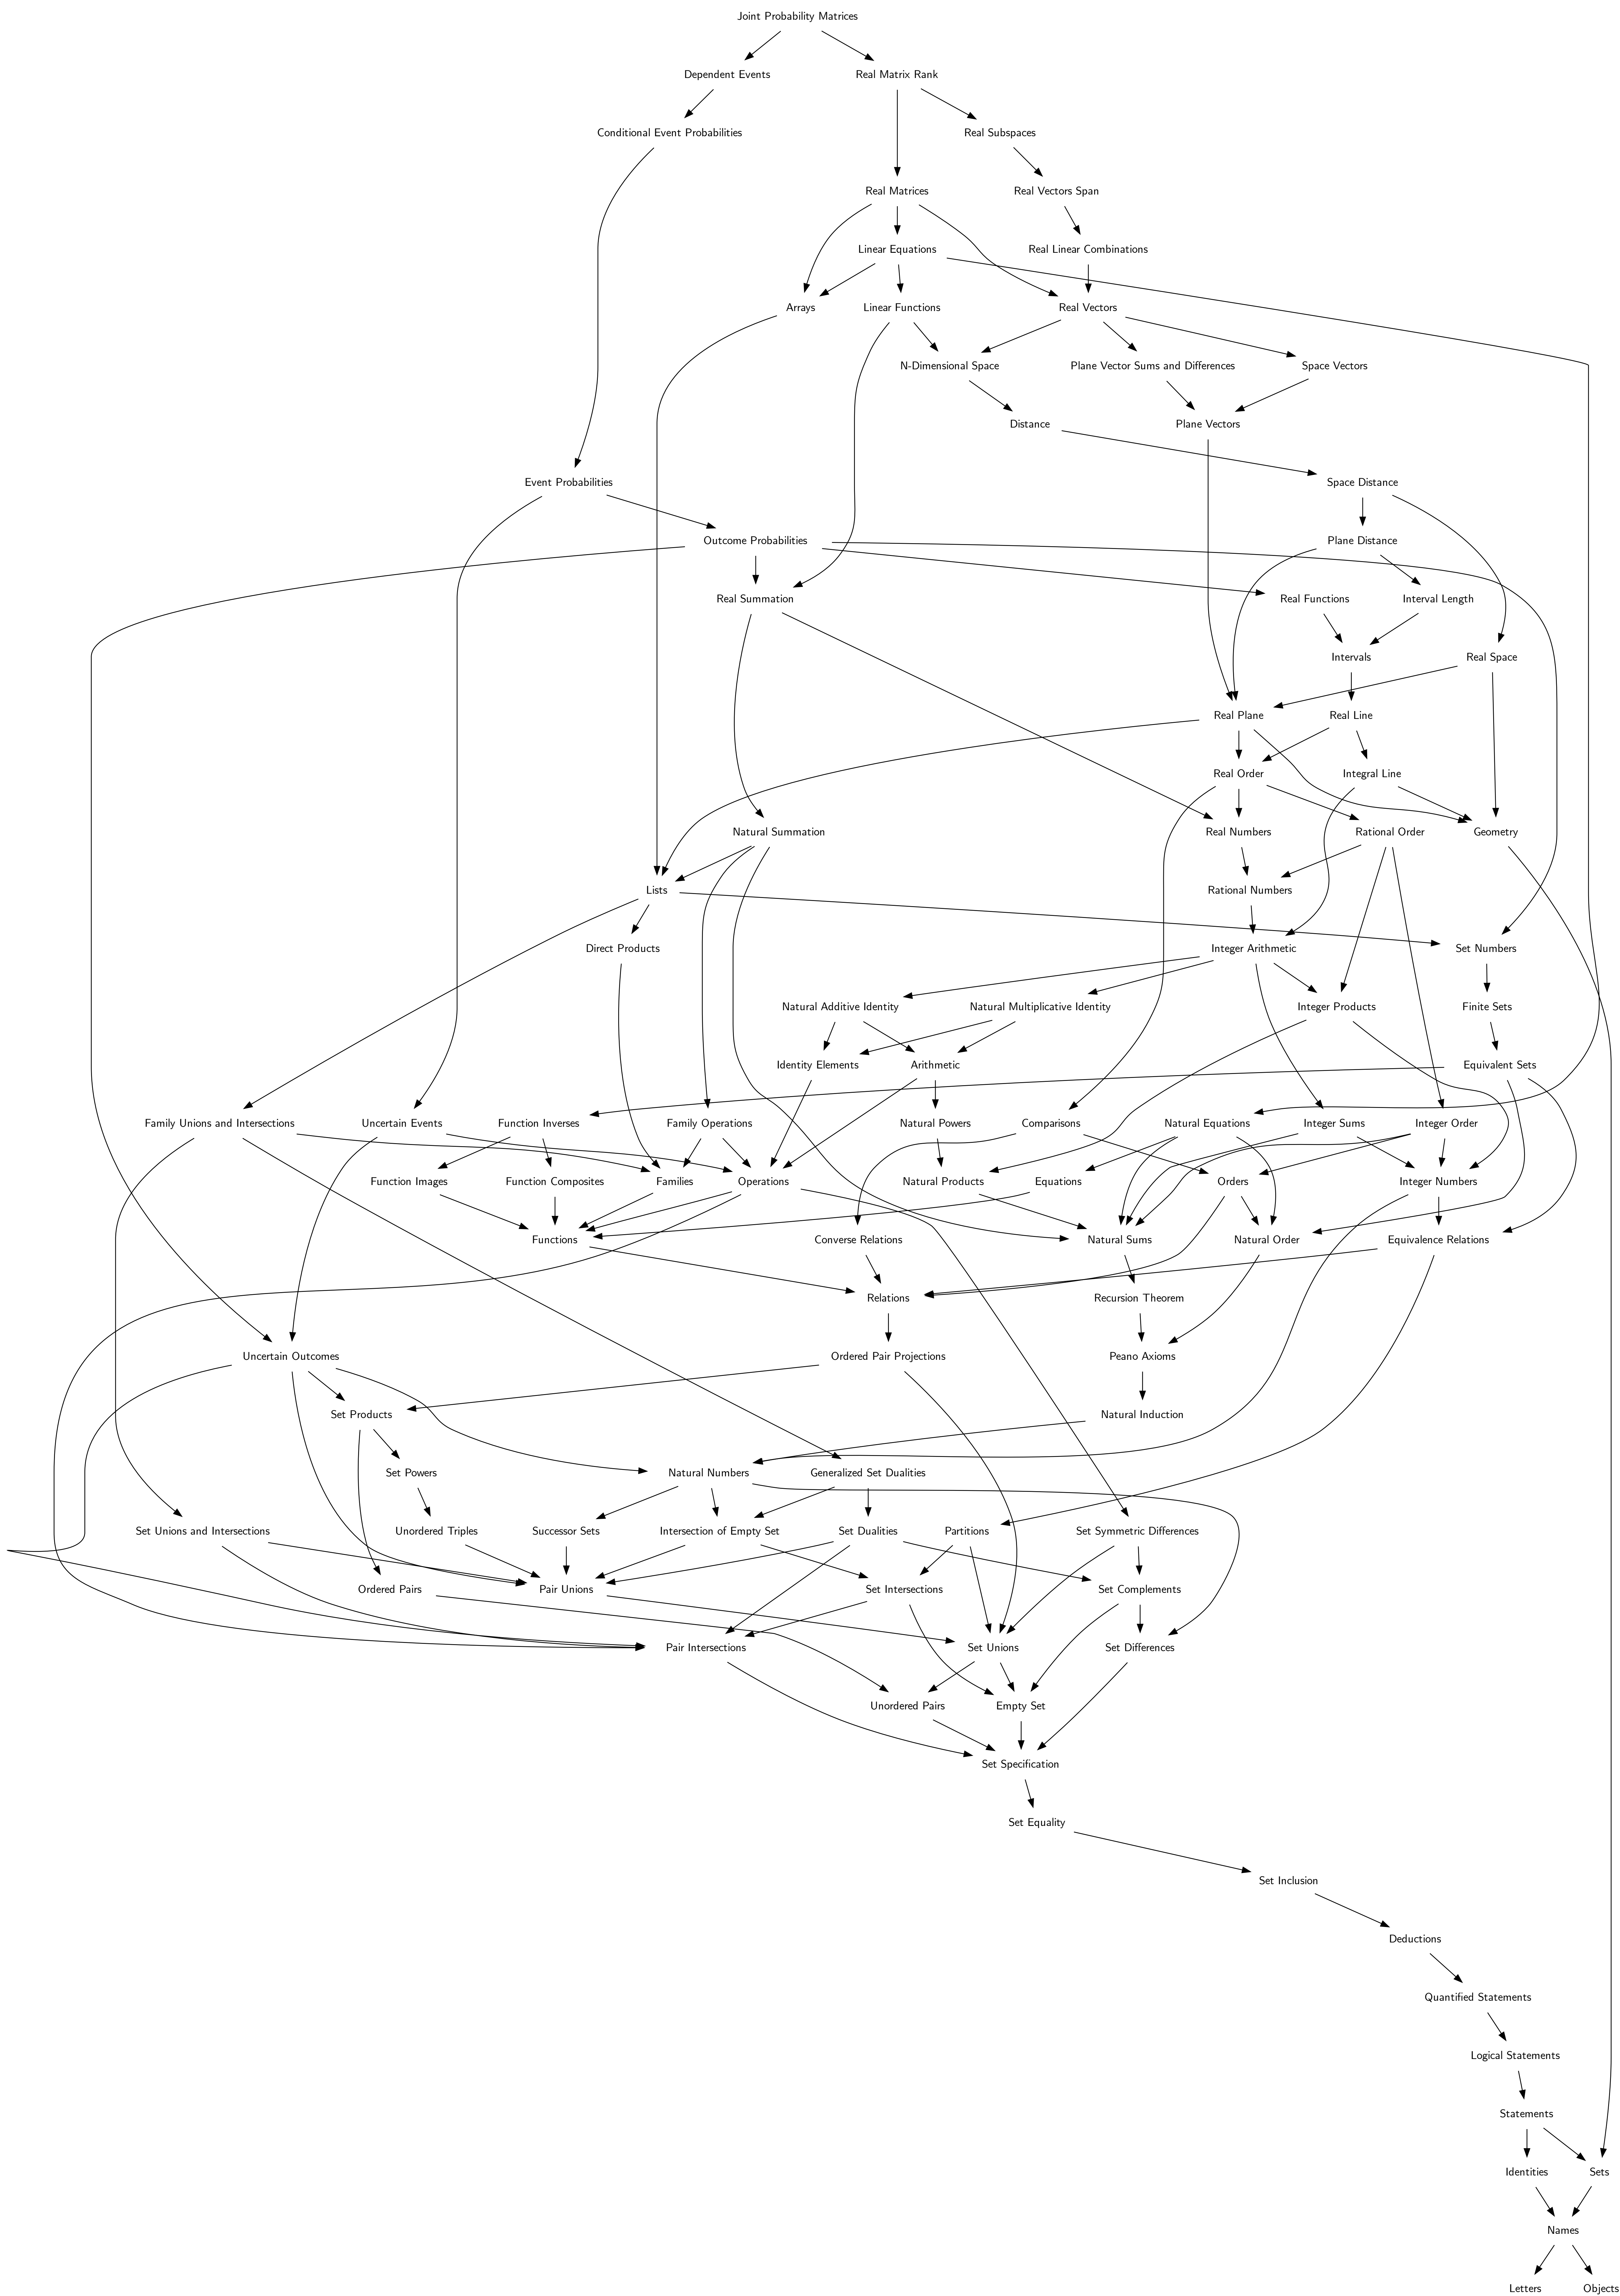 Joint Probability Matrices
Dependent Events
Real Matrix Rank
Conditional Event Probabilities
Real Subspaces
Real Matrices
Real Vectors Span
Linear Equations
Real Linear Combinations
Arrays
Linear Functions
Real Vectors
N-Dimensional Space
Plane Vector Sums and Differences
Space Vectors
Distance
Plane Vectors
Event Probabilities
Space Distance
Outcome Probabilities
Plane Distance
Real Summation
Real Functions
Interval Length
Intervals
Real Space
Real Plane
Real Line
Real Order
Integral Line
Natural Summation
Real Numbers
Rational Order
Geometry
Lists
Rational Numbers
Direct Products
Integer Arithmetic
Set Numbers
Natural Additive Identity
Natural Multiplicative Identity
Integer Products
Finite Sets
Identity Elements
Arithmetic
Equivalent Sets
Family Unions and Intersections
Uncertain Events
Function Inverses
Family Operations
Natural Powers
Comparisons
Natural Equations
Integer Sums
Integer Order
Function Images
Function Composites
Families
Operations
Natural Products
Equations
Orders
Integer Numbers
Functions
Converse Relations
Natural Sums
Natural Order
Equivalence Relations
Relations
Recursion Theorem
Uncertain Outcomes
Ordered Pair Projections
Peano Axioms
Set Products
Natural Induction
Set Powers
Natural Numbers
Generalized Set Dualities
Set Unions and Intersections
Unordered Triples
Successor Sets
Intersection of Empty Set
Set Dualities
Partitions
Set Symmetric Differences
Ordered Pairs
Pair Unions
Set Intersections
Set Complements
Pair Intersections
Set Unions
Set Differences
Unordered Pairs
Empty Set
Set Specification
Set Equality
Set Inclusion
Deductions
Quantified Statements
Logical Statements
Statements
Identities
Sets
Names
Letters
Objects